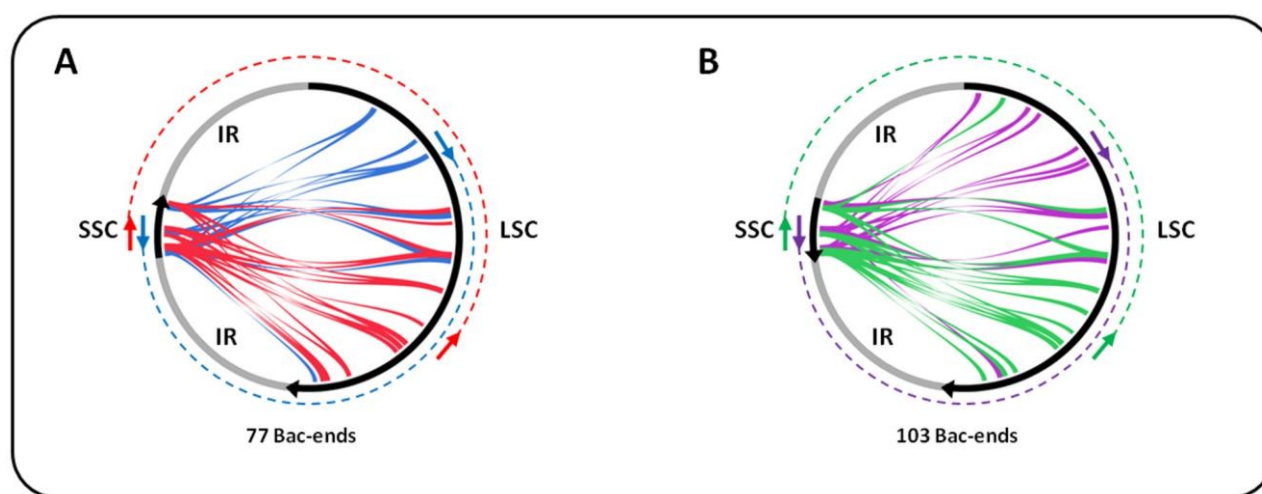 A
IR
SSC
LSC
IR
77 Bac-ends
B
IR
SSC
LSC
IR
103 Bac-ends